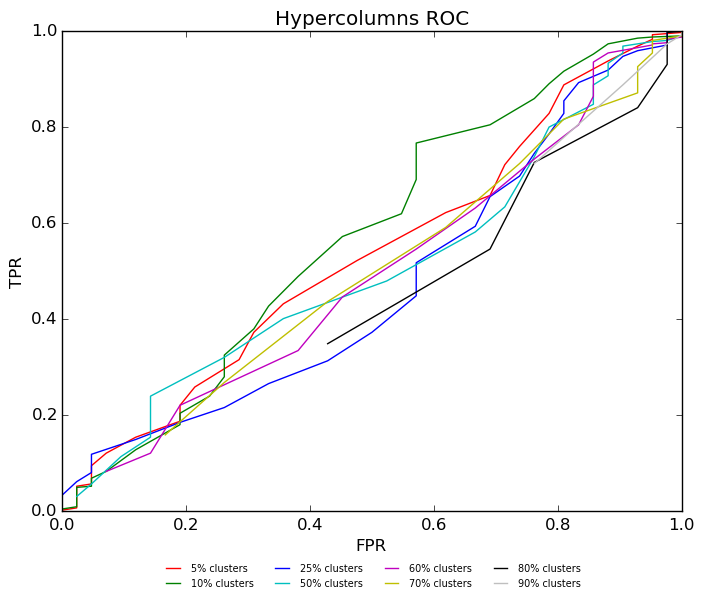 Hypercolumns ROC
1.0
0.8
0.6
0.4
0.2
0.0
TPR
0.0 0.2 0.4 0.6 0.8 1.0
FPR
5% clusters 25% clusters 60% clusters 80% clusters
10% clusters 50% clusters 70% clusters 90% clusters